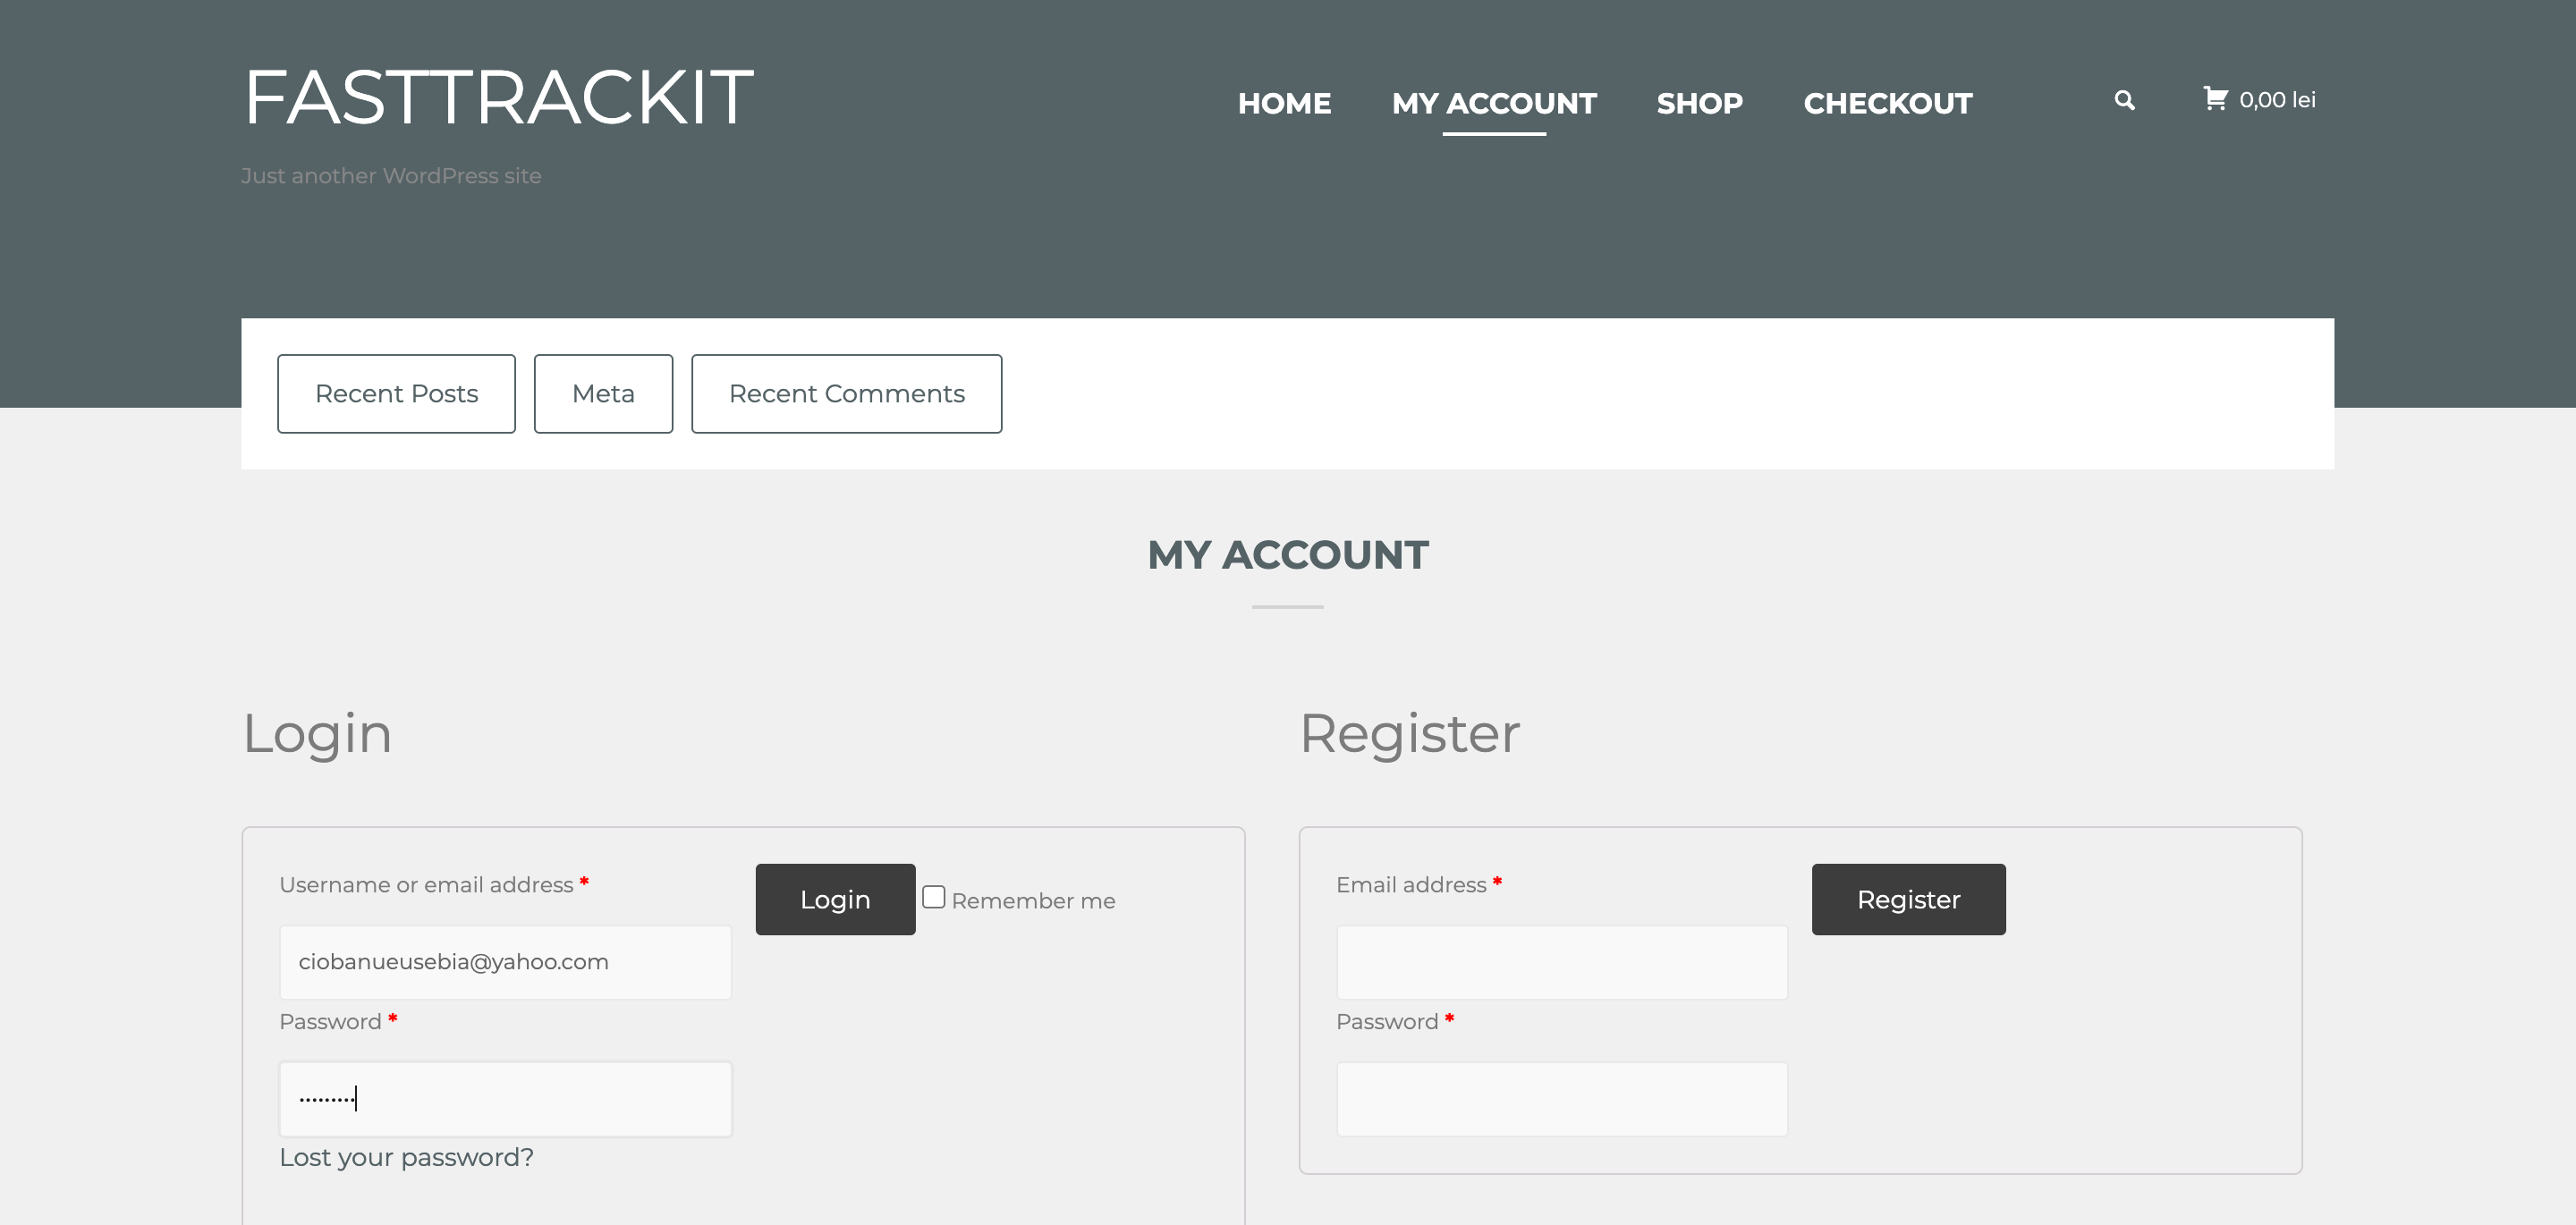 FASTTRACKIT
HOME MY ACCOUNT SHOP CHECKOUT 0,00 lei
Just another WordPress site
Recent Posts Meta Recent Comments
MY ACCOUNT
Login
Username or email address *
Login Remember me
ciobanueusebia@yahoo.com
Password *
•••••••••
Lost your password?
Register
Email address *
Register
Password *